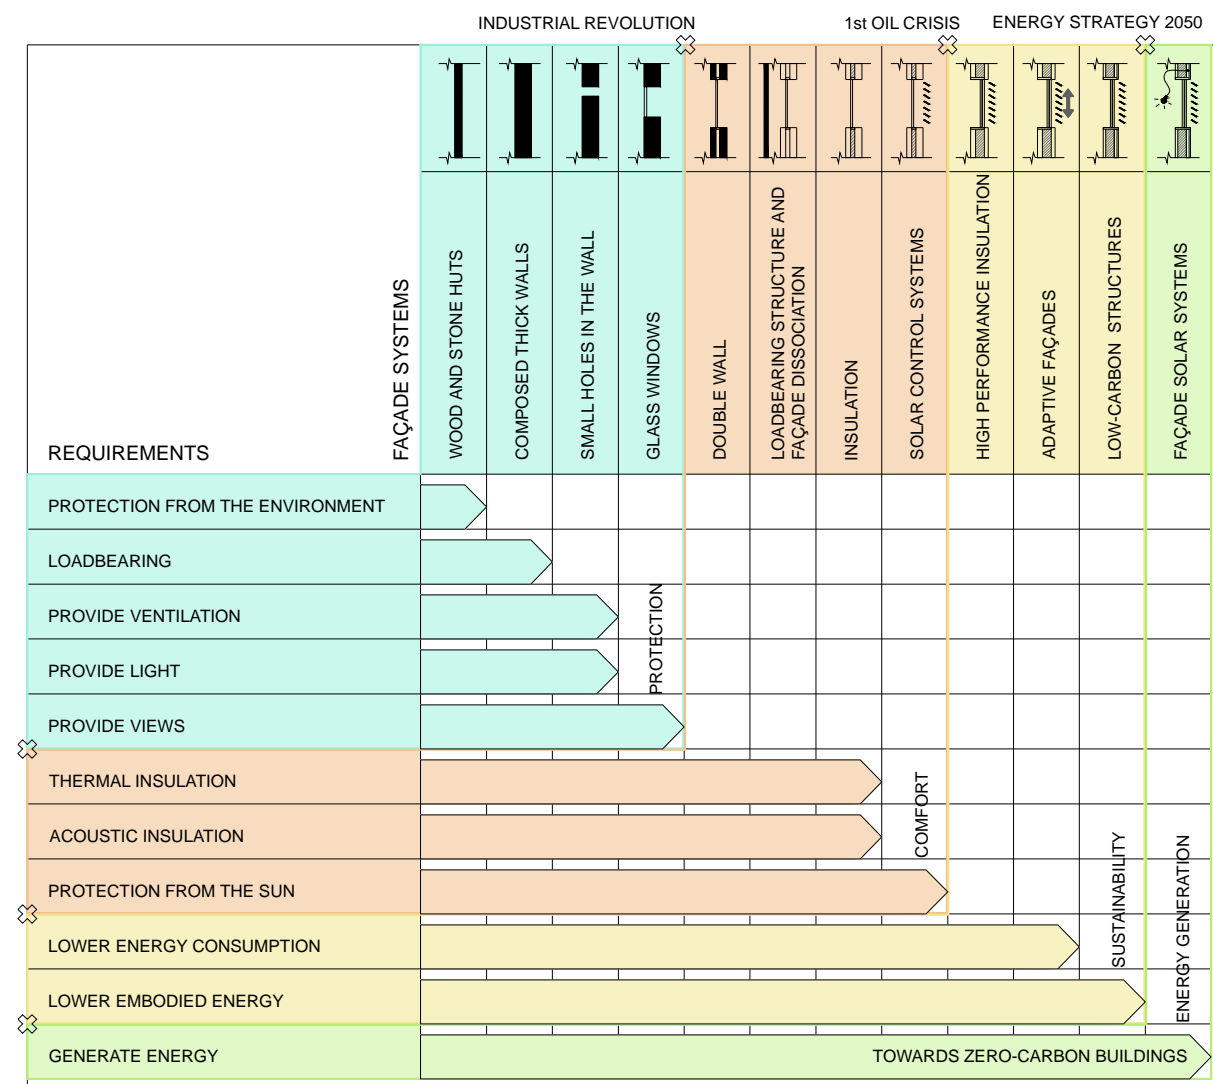 INDUSTRIAL REVOLUTION
1st OIL CRISIS
ENERGY STRATEGY 2050
REQUIREMENTS
FAÇADE SYSTEMS
WOOD AND STONE HUTS
COMPOSED THICK WALLS
SMALL HOLES IN THE WALL
GLASS WINDOWS
DOUBLE WALL
LOADBEARING STRUCTURE AND
FAÇADE DISSOCIATION
INSULATION
SOLAR CONTROL SYSTEMS
HIGH PERFORMANCE INSULATION
ADAPTIVE FAÇADES
LOW-CARBON STRUCTURES
FAÇADE SOLAR SYSTEMS
PROTECTION FROM THE ENVIRONMENT
LOADBEARING
PROVIDE VENTILATION
PROVIDE LIGHT
PROVIDE VIEWS
PROTECTION
THERMAL INSULATION
ACOUSTIC INSULATION
PROTECTION FROM THE SUN
COMFORT
LOWER ENERGY CONSUMPTION
LOWER EMBODIED ENERGY
SUSTAINABILITY
ENERGY GENERATION
GENERATE ENERGY
TOWARDS ZERO-CARBON BUILDINGS